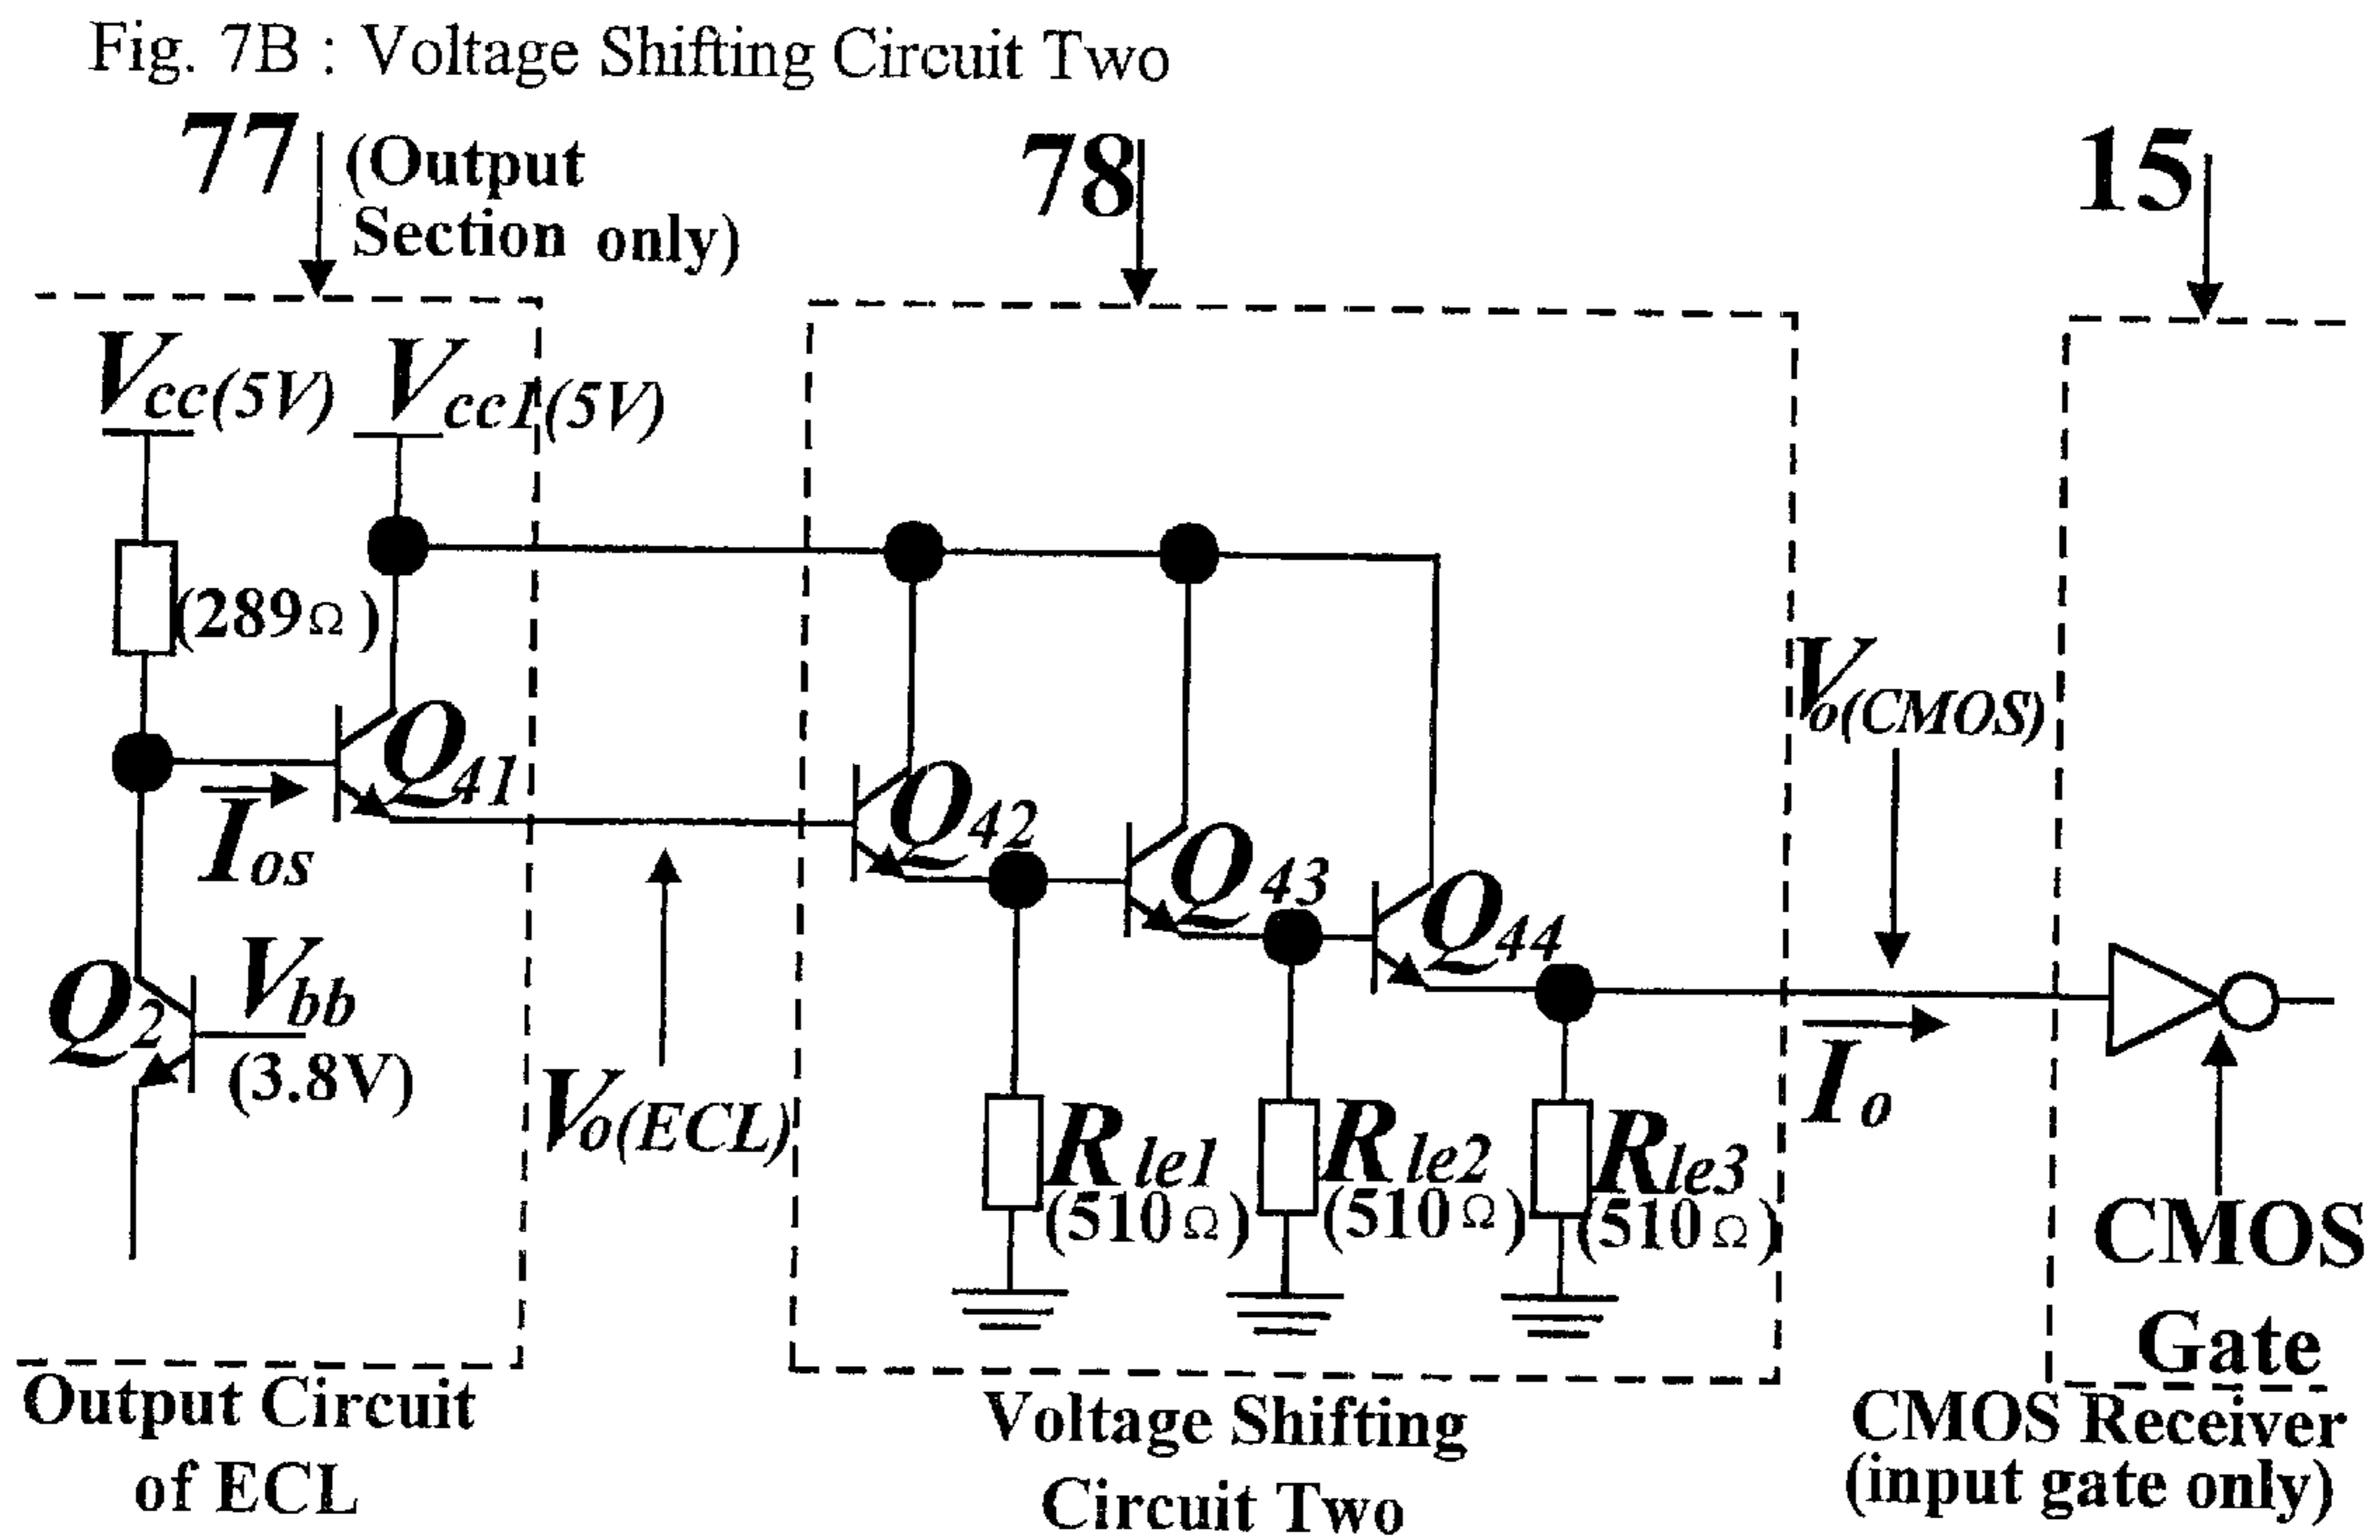 Fig. 7B : Voltage Shifting Circuit Two
77 (Output
Section only)
78
15
Vcc(5V)
Vcc1(5V)
(289Ω)
Q41
Ios
Q42
Q43
Q44
Vo(CMOS)
Q2
Vbb
(3.8V)
Vo(ECL)
Io
Rle1
(510Ω)
Rle2
(510Ω)
Rle3
(510Ω)
CMOS
Gate
Output Circuit
of ECL
Voltage Shifting
Circuit Two
CMOS Receiver
(input gate only)